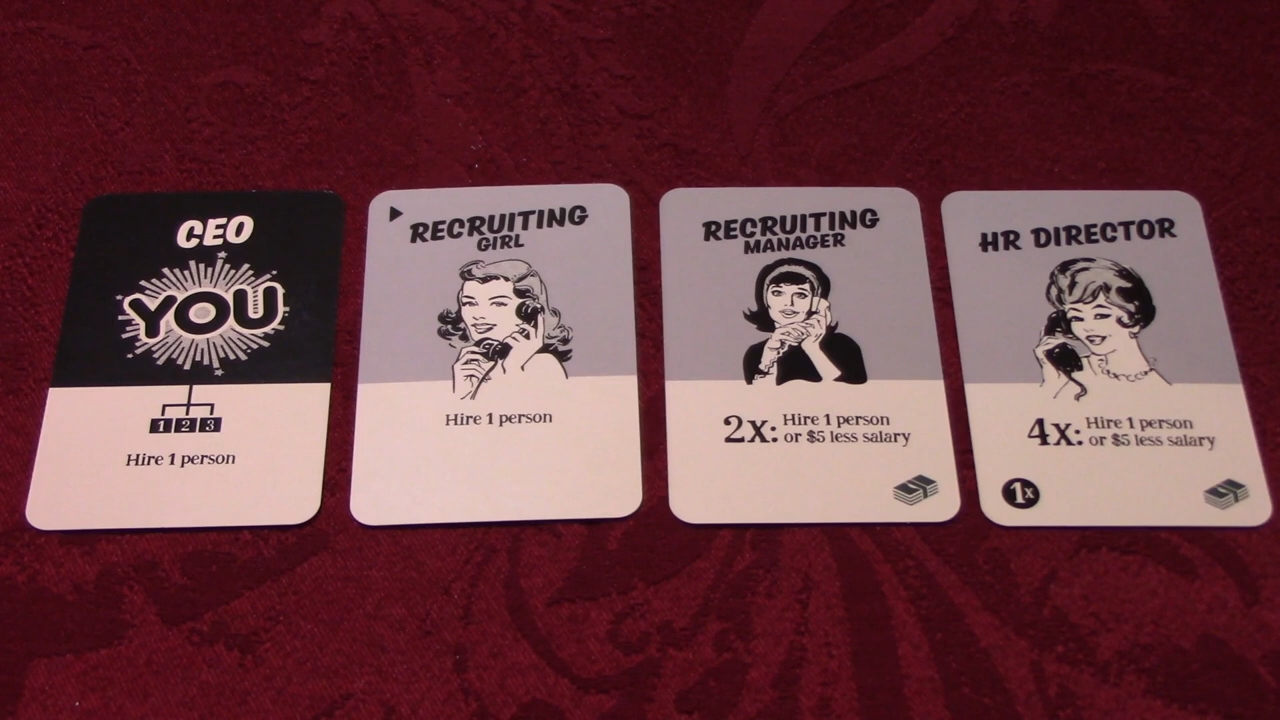 CEO
YOU
1 2 3
Hire 1 person
RECRUITING
GIRL
Hire 1 person
RECRUITING
MANAGER
2x: Hire 1 person
or $5 less salary
HR DIRECTOR
4x: Hire 1 person
or $5 less salary
1x